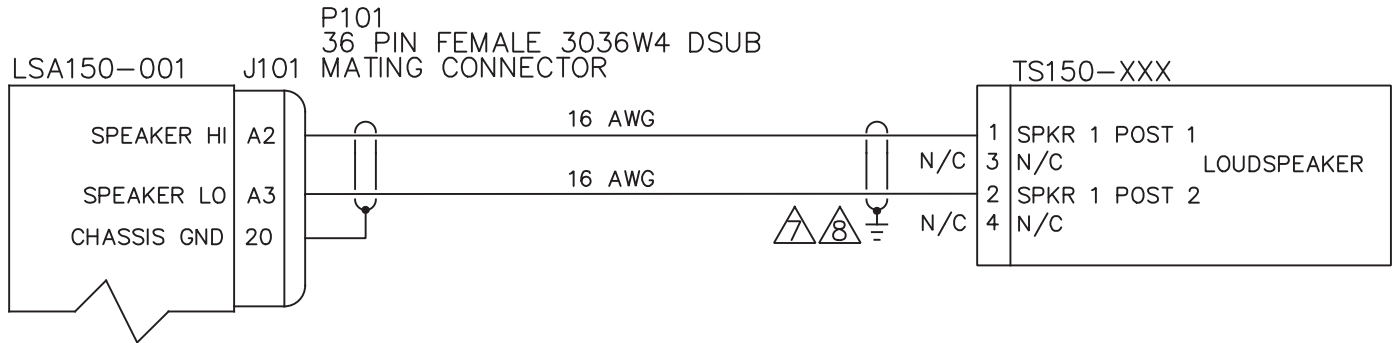 P101
36 PIN FEMALE 3036W4 DSUB
LSA150-001 J101 MATING CONNECTOR
TS150-XXX
SPEAKER HI A2 16 AWG 1 SPKR 1 POST 1
N/C 3 N/C LOUDSPEAKER
SPEAKER LO A3 16 AWG 2 SPKR 1 POST 2
CHASSIS GND 20 7 8 N/C 4 N/C